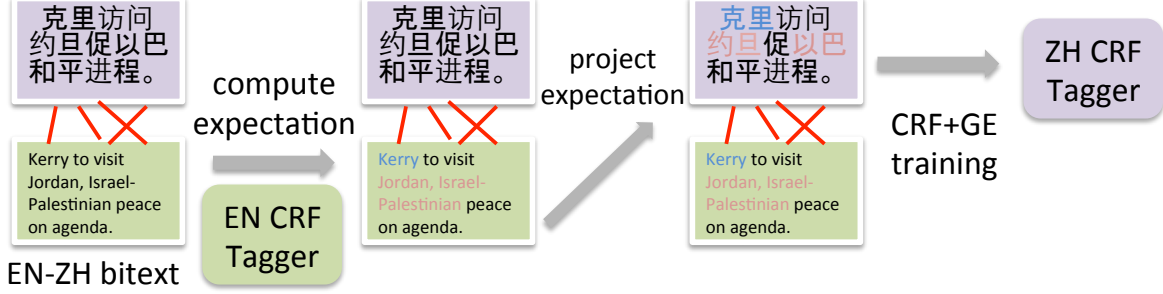 克里访问
约旦促以巴
和平进程。
Kerry to visit
Jordan, Israel-
Palestinian peace
on agenda.
EN-ZH bitext
compute
expectation
EN CRF
Tagger
克里访问
约旦促以巴
和平进程。
Kerry to visit
Jordan, Israel-
Palestinian peace
on agenda.
project
expectation
克里访问
约旦促以巴
和平进程。
Kerry to visit
Jordan, Israel-
Palestinian peace
on agenda.
CRF+GE
training
ZH CRF
Tagger